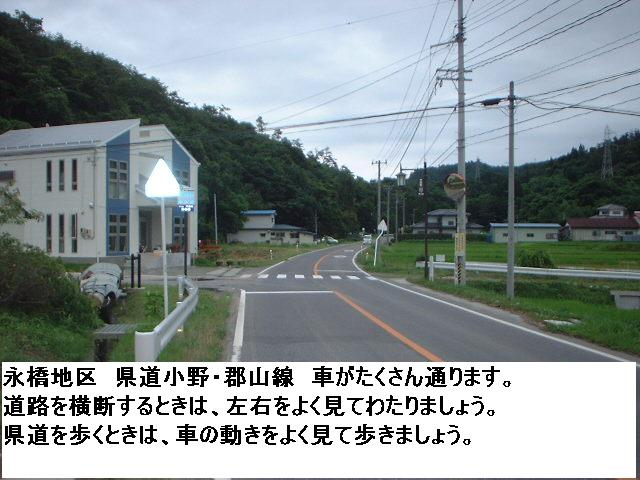 永橋地区　県道小野・郡山線　車がたくさん通ります。
道路を横断するときは、左右をよく見てわたりましょう。
県道を歩くときは、車の動きをよく見て歩きましょう。